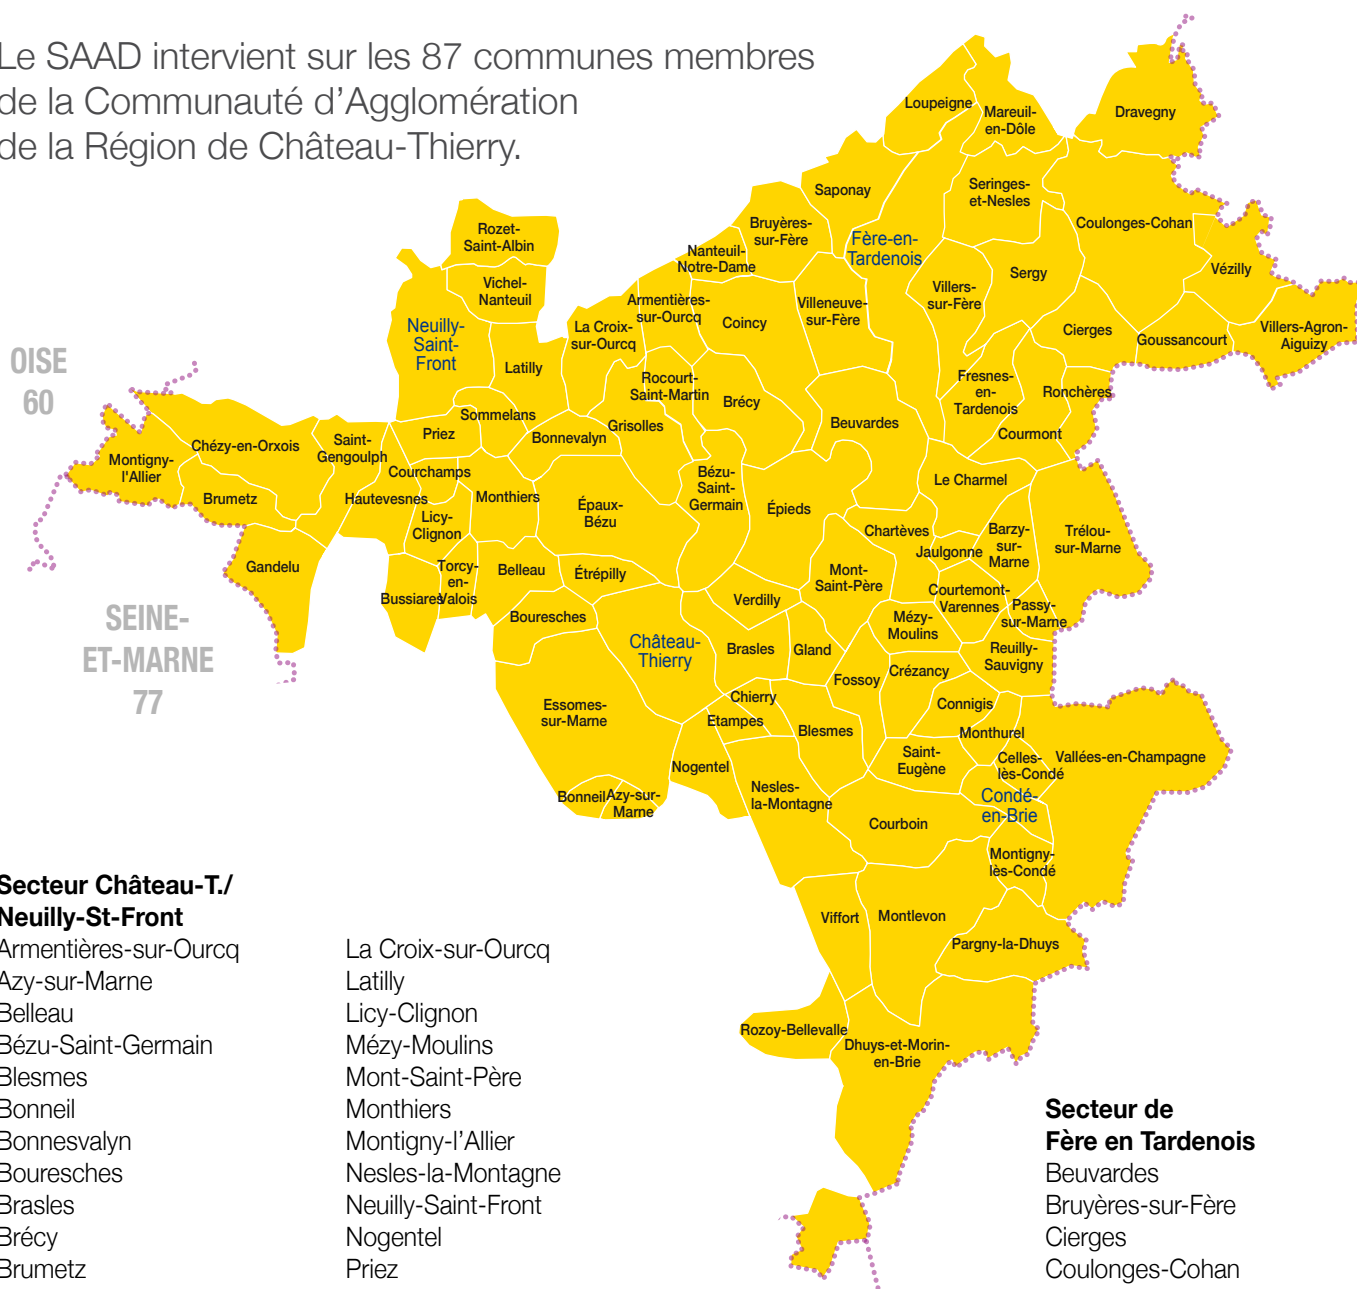 Le SAAD intervient sur les 87 communes membres
de la Communauté d'Agglomération
de la Région de Château-Thierry.
Loupeigne
Mareuil-
en-Dôle
Dravegny
Saponay
Seringes-
et-Nesles
Coulonges-Cohan
Rozet-
Saint-Albin
Bruyères-
sur-Fère
Fère-en-
Tardenois
Nanteuil-
Notre-Dame
Sergy
Vézilly
Vichel-
Nanteuil
Villers-
sur-Fère
Armentières-
sur-Ourcq
Villeneuve-
sur-Fère
Neuilly-
Saint-
Front
La Croix-
sur-Ourcq
Coincy
Cierges
Goussancourt
Villers-Agron-
Aiguizy
OISE
60
Latilly
Rocourt-
Saint-Martin
Brécy
Fresnes-
en-
Tardenois
Ronchères
Sommelans
Priez
Bonnevalyn
Grisolles
Beuvardes
Courmont
Saint-
Gengoulph
Chézy-en-Orxois
Montigny-
l'Allier
Courchamps
Brumetz
Hautevesnes
Monthiers
Bézu-
Saint-
Germain
Le Charmel
Licy-
Clignon
Épaux-
Bézu
Épieds
Chartèves
Barzy-
sur-
Marne
Trélou-
sur-Marne
Jaulgonne
Gandelu
Torcy-
en-
Valois
Belleau
Étrépilly
Mont-
Saint-Père
Bussiares
Verdilly
Courtemont-
Varennes
Passy-
sur-Marne
SEINE-
ET-MARNE
77
Bouresches
Mézy-
Moulins
Château-
Thierry
Brasles
Gland
Reuilly-
Sauvigny
Fossoy
Crézancy
Essomes-
sur-Marne
Chierry
Connigis
Etampes
Blesmes
Monthurel
Nogentel
Saint-
Eugène
Celles-
lès-Condé
Vallées-en-Champagne
Bonneil
Azy-sur-
Marne
Nesles-
la-Montagne
Condé-
en-Brie
Courboin
Montigny-
lès-Condé
Viffort
Montlevon
Pargny-la-Dhuys
Rozoy-Bellevalle
Dhuys-et-Morin-
en-Brie
Secteur Château-T./
Neuilly-St-Front
Armentières-sur-Ourcq
Azy-sur-Marne
Belleau
Bézu-Saint-Germain
Blesmes
Bonneil
Bonnesvalyn
Bouresches
Brasles
Brécy
Brumetz
La Croix-sur-Ourcq
Latilly
Licy-Clignon
Mézy-Moulins
Mont-Saint-Père
Monthiers
Montigny-l'Allier
Nesles-la-Montagne
Neuilly-Saint-Front
Nogentel
Priez
Secteur de
Fère en Tardenois
Beuvardes
Bruyères-sur-Fère
Cierges
Coulonges-Cohan